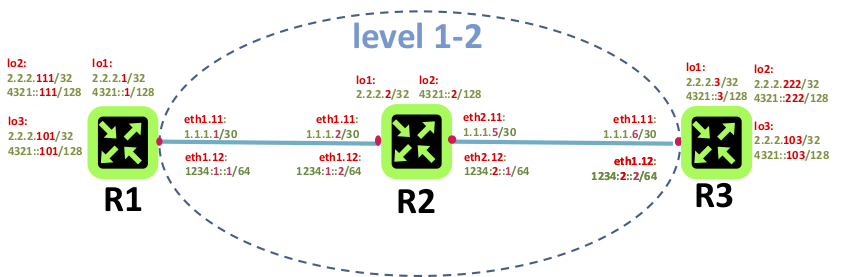 level 1-2
lo2:
2.2.2.111/32
4321::111/128
lo1:
2.2.2.1/32
4321::1/128
lo3:
2.2.2.101/32
4321::101/128
R1
eth1.11:
1.1.1.1/30
eth1.12:
1234:1::1/64
eth1.11:
1.1.1.2/30
eth1.12:
1234:1::2/64
lo1:
2.2.2.2/32
lo2:
4321::2/128
R2
eth2.11:
1.1.1.5/30
eth2.12:
1234:2::1/64
eth1.11:
1.1.1.6/30
eth1.12:
1234:2::2/64
lo1:
2.2.2.3/32
4321::3/128
lo2:
2.2.2.222/32
4321::222/128
lo3:
2.2.2.103/32
4321::103/128
R3